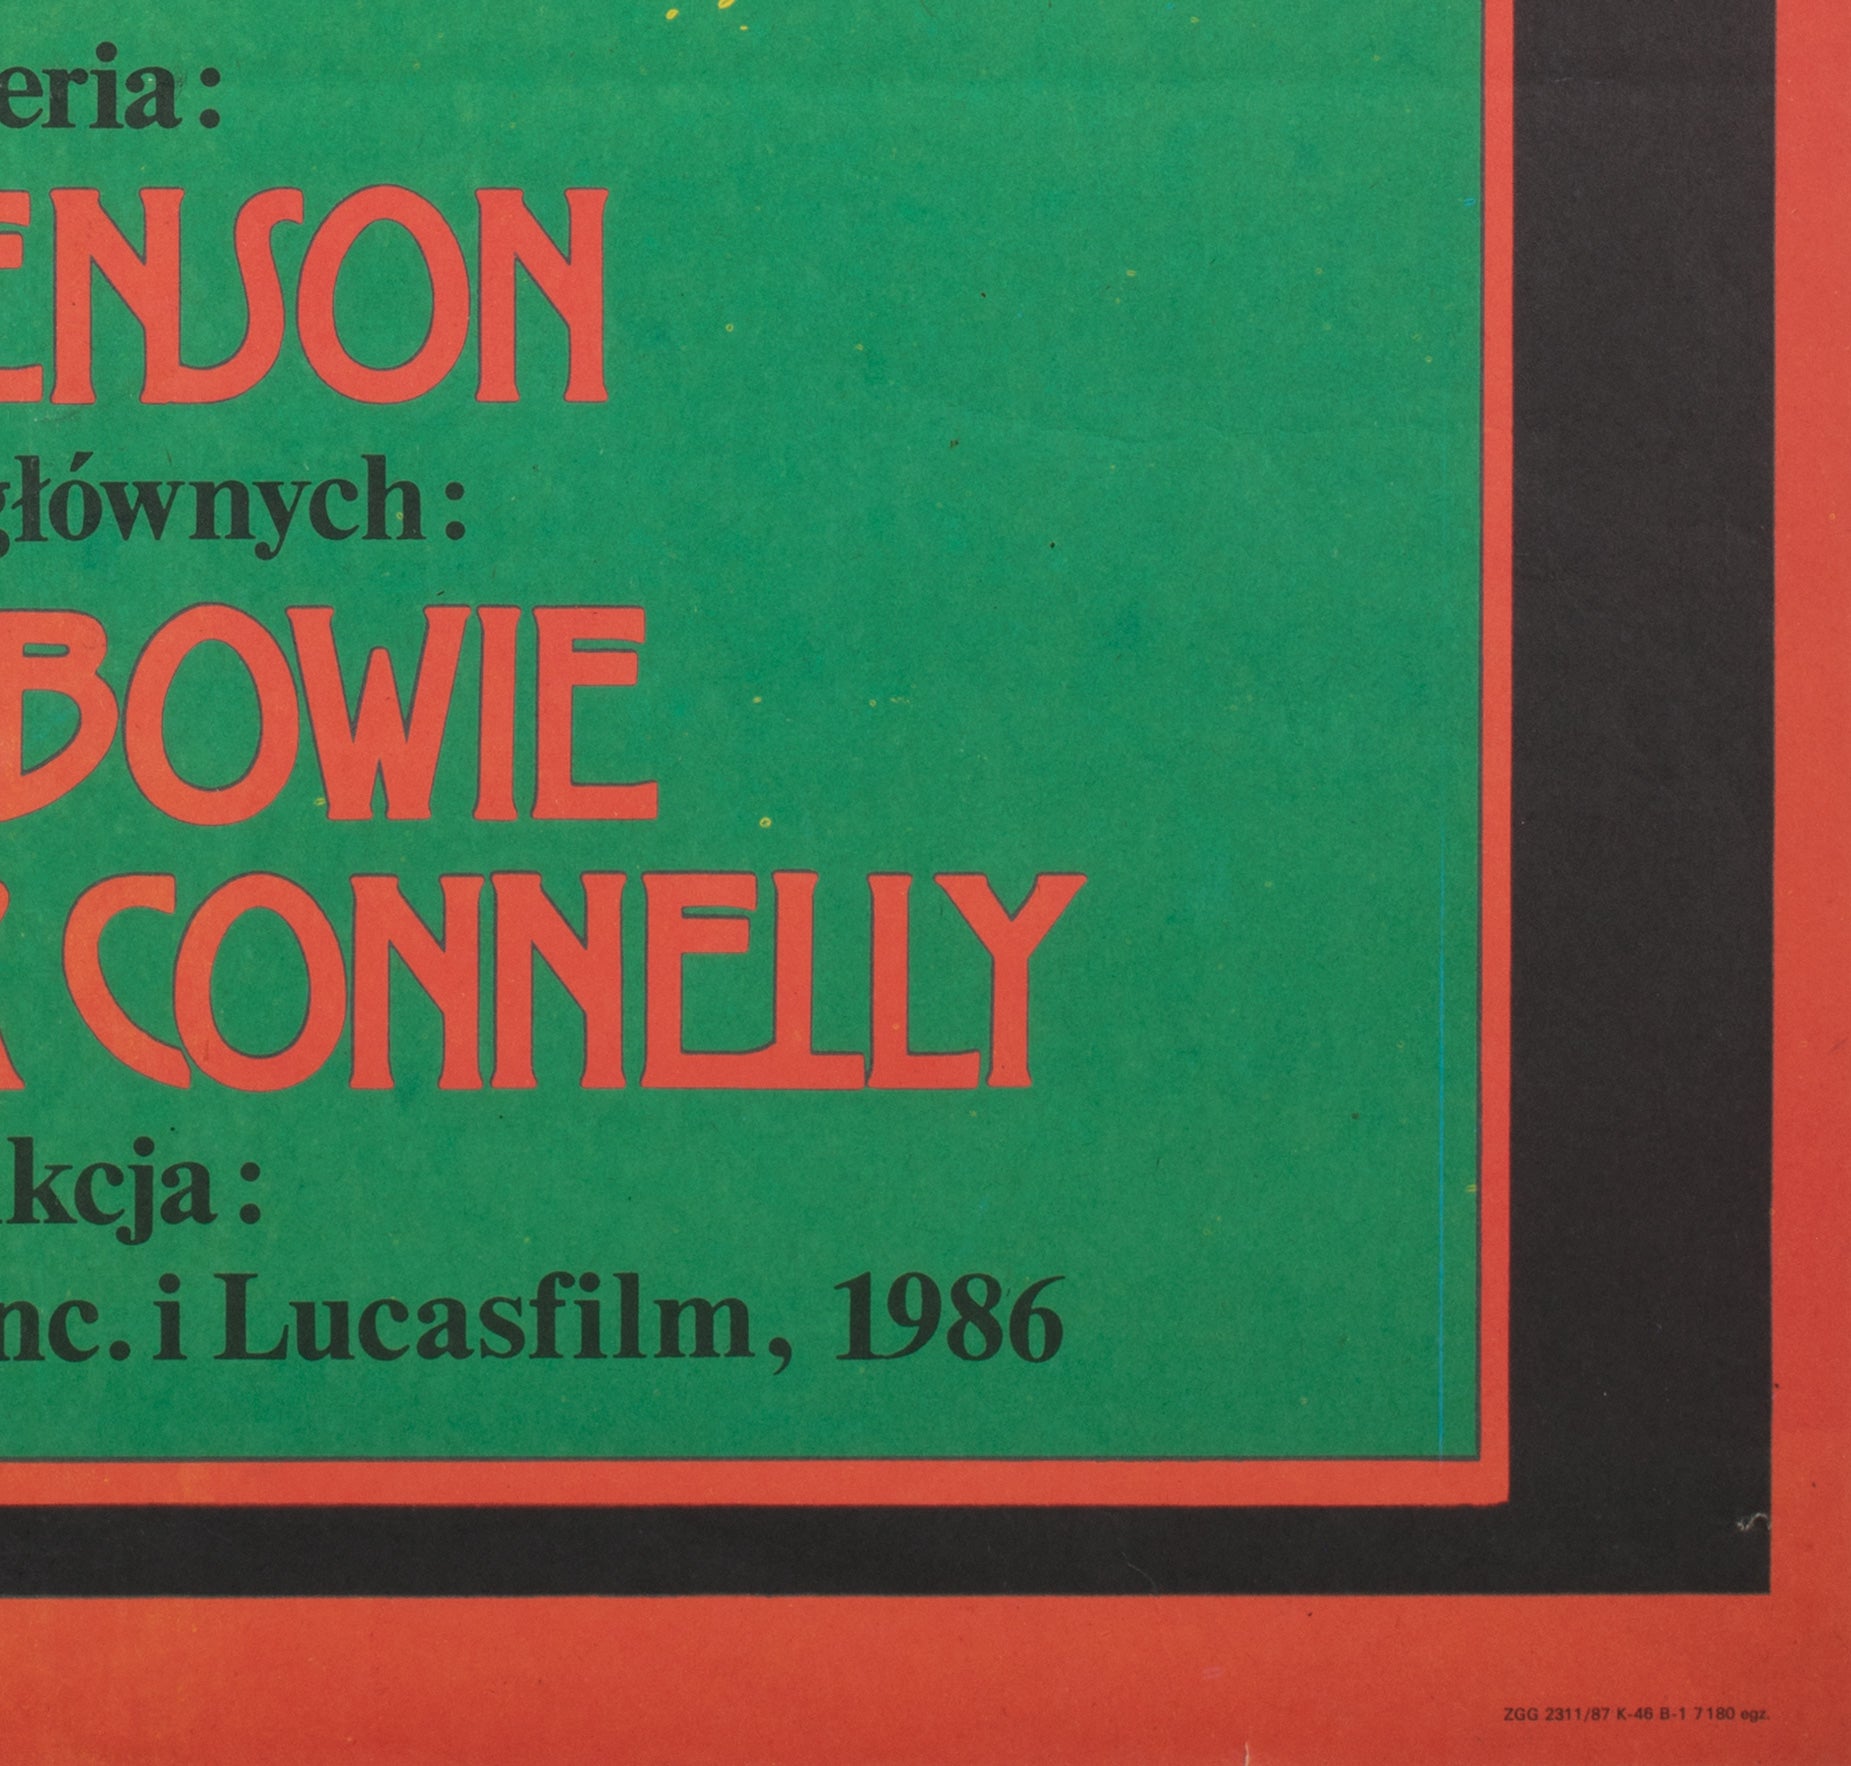 eria:
ENSON
głównych:
BOWIE
R CONNELLY
kcja:
nc. i Lucasfilm, 1986
ZGG 2311/87 K-46 B-1 7180 egz.